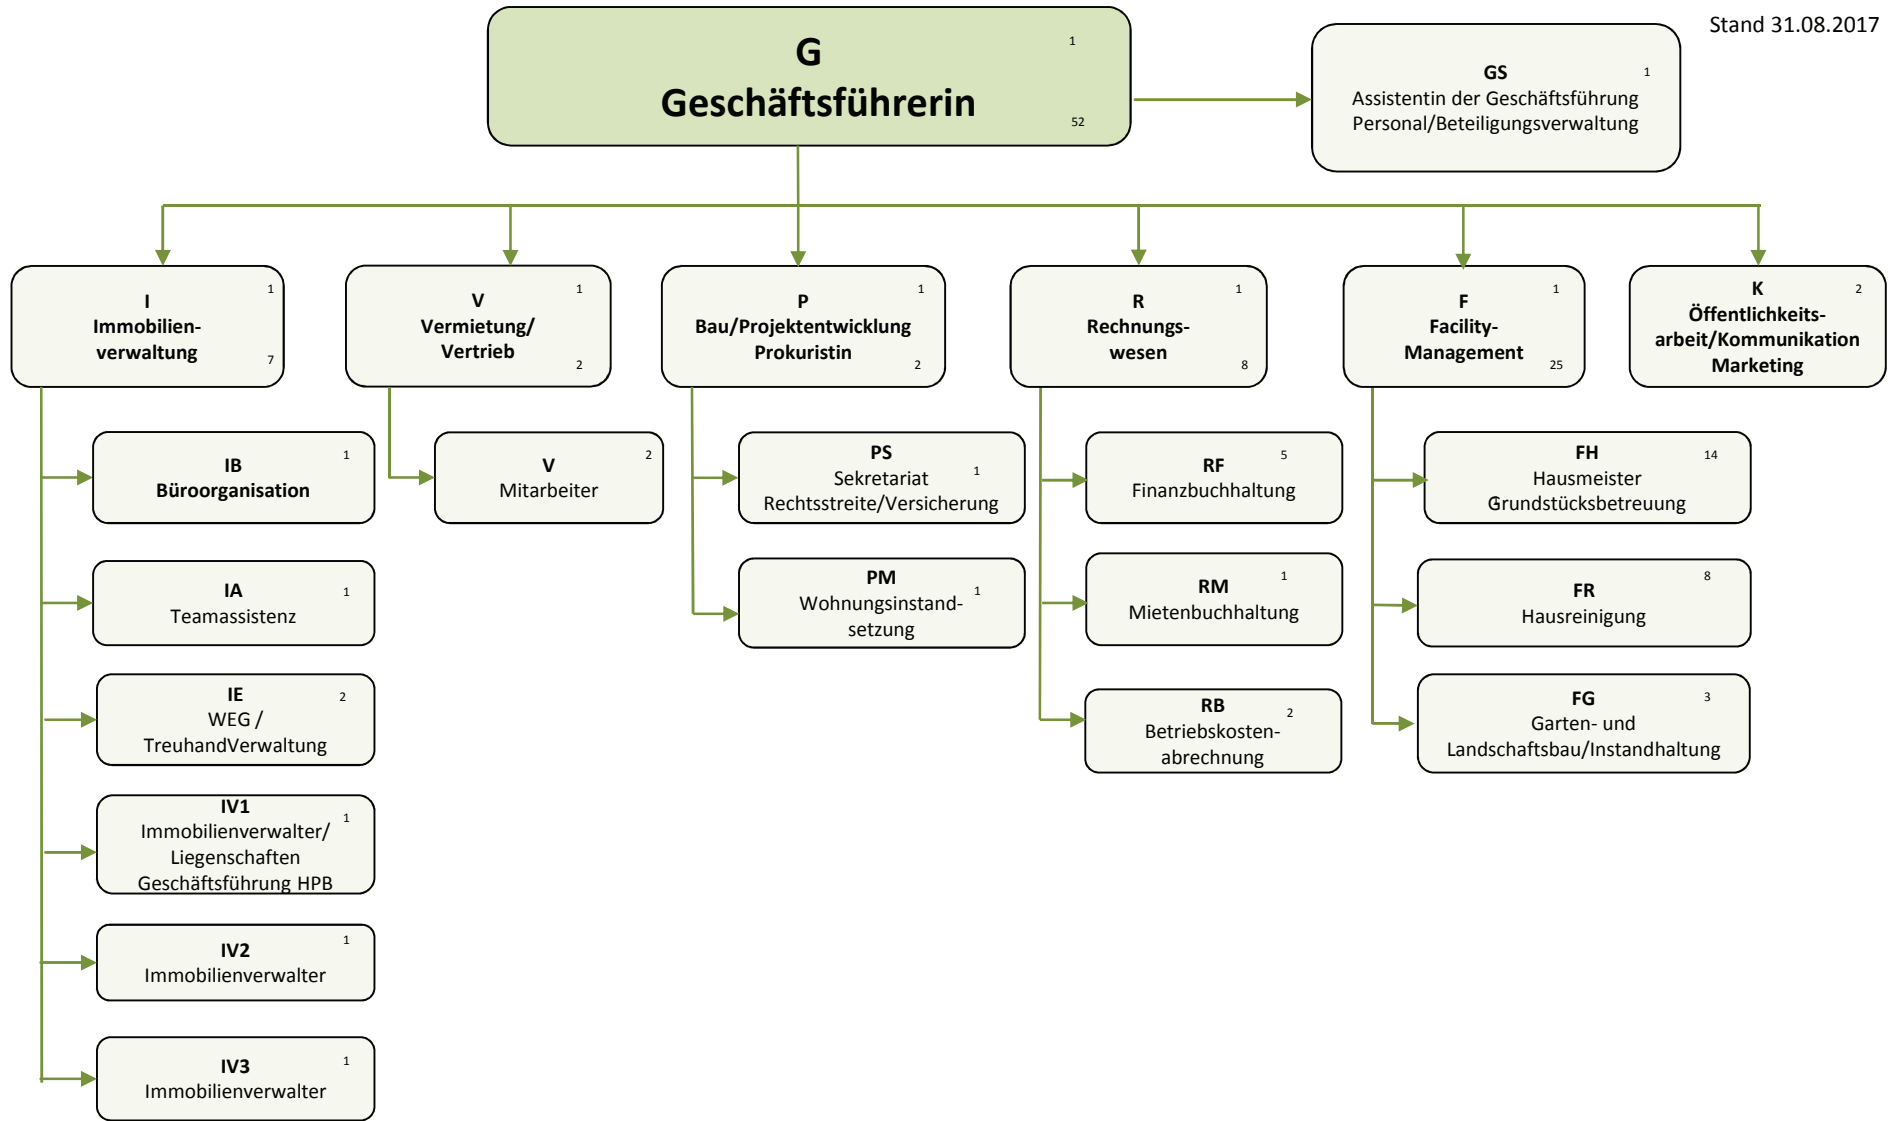 Stand 31.08.2017
G 1
Geschäftsführerin
52
GS 1
Assistentin der Geschäftsführung
Personal/Beteiligungsverwaltung
I 1
Immobilien-
verwaltung
7
V 1
Vermietung/
Vertrieb
2
P 1
Bau/Projektentwicklung
Prokuristin
2
R 1
Rechnungs-
wesen
8
F 1
Facility-
Management
25
K 2
Öffentlichkeits-
arbeit/Kommunikation
Marketing
IB 1
Büroorganisation
IA 1
Teamassistenz
IE 2
WEG /
TreuhandVerwaltung
IV1 1
Immobilienverwalter/
Liegenschaften
Geschäftsführung HPB
IV2 1
Immobilienverwalter
IV3 1
Immobilienverwalter
V 2
Mitarbeiter
PS
Sekretariat 1
Rechtsstreite/Versicherung
PM 1
Wohnungsinstand-
setzung
RF 5
Finanzbuchhaltung
RM 1
Mietenbuchhaltung
RB 2
Betriebskosten-
abrechnung
FH 14
Hausmeister
Grundstücksbetreuung
FR 8
Hausreinigung
FG 3
Garten- und
Landschaftsbau/Instandhaltung